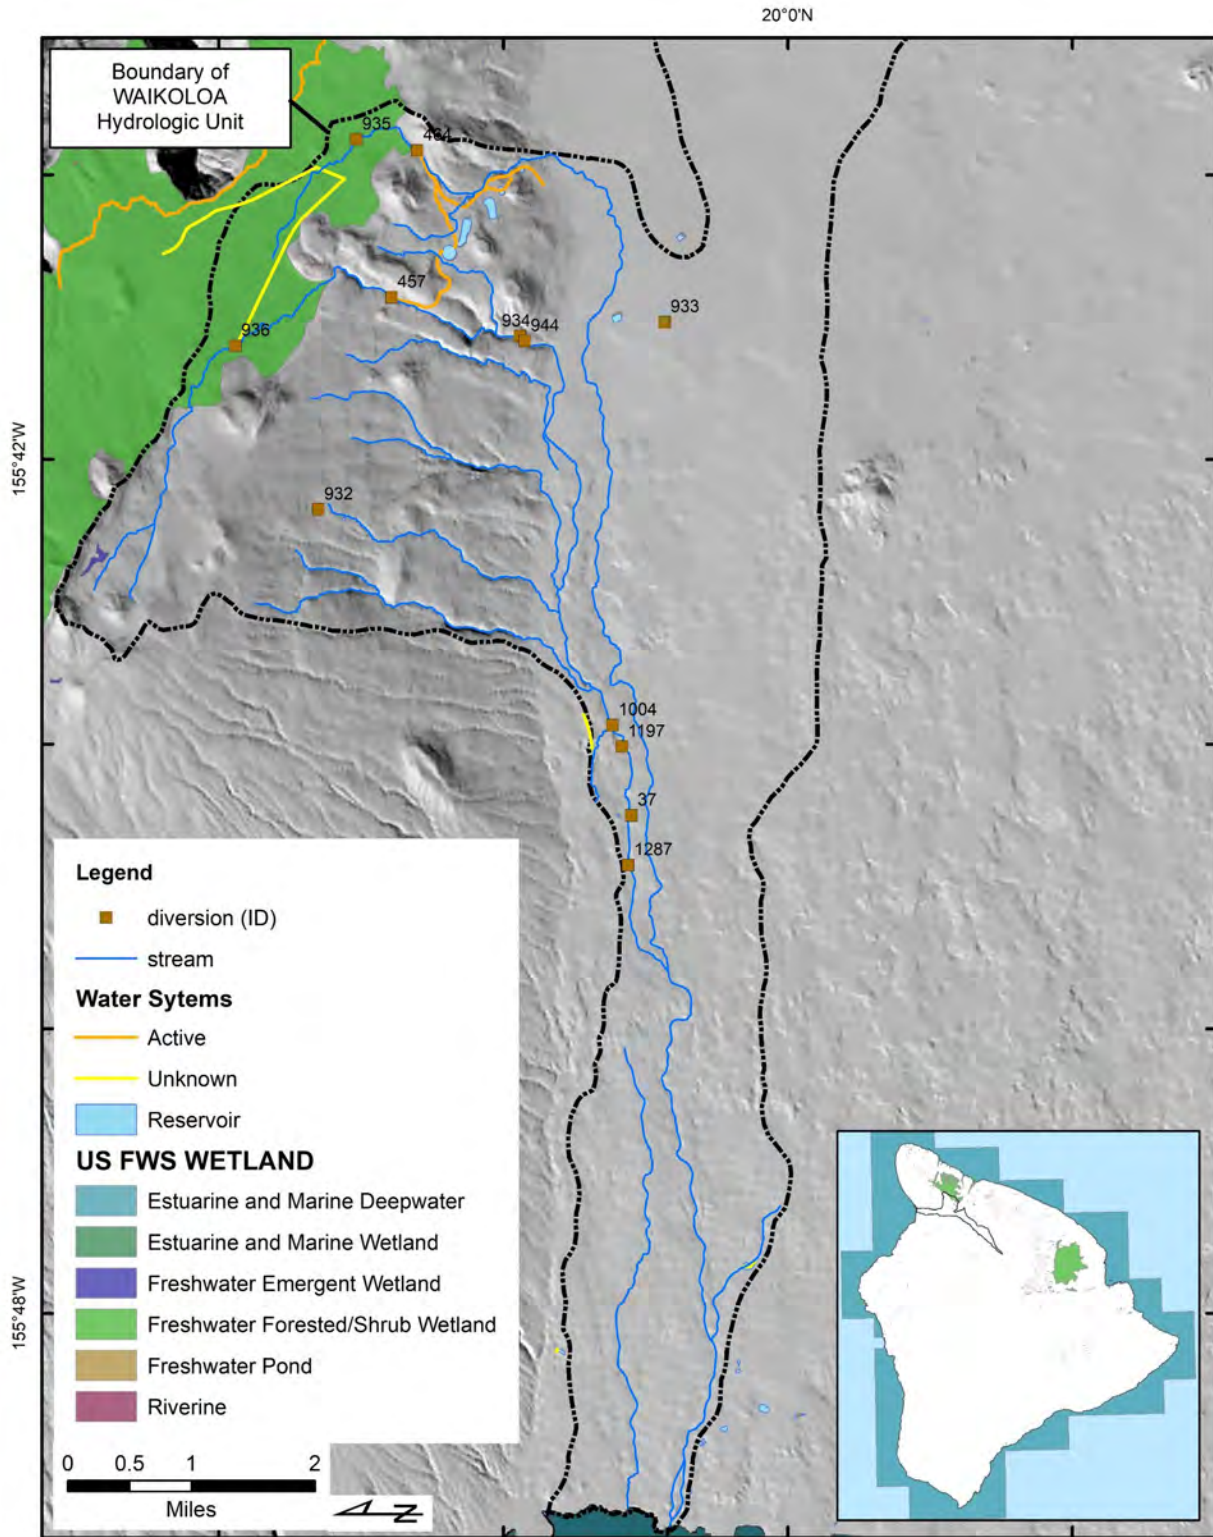 20°0'N
Boundary of
WAIKOLOA
Hydrologic Unit
935
464
457
933
934
944
936
155°42'W
932
1004
1197
37
1287
Legend
diversion (ID)
stream
Water Sytems
Active
Unknown
Reservoir
US FWS WETLAND
Estuarine and Marine Deepwater
Estuarine and Marine Wetland
Freshwater Emergent Wetland
Freshwater Forested/Shrub Wetland
Freshwater Pond
Riverine
155°48'W
0 0.5 1 2
Miles
N